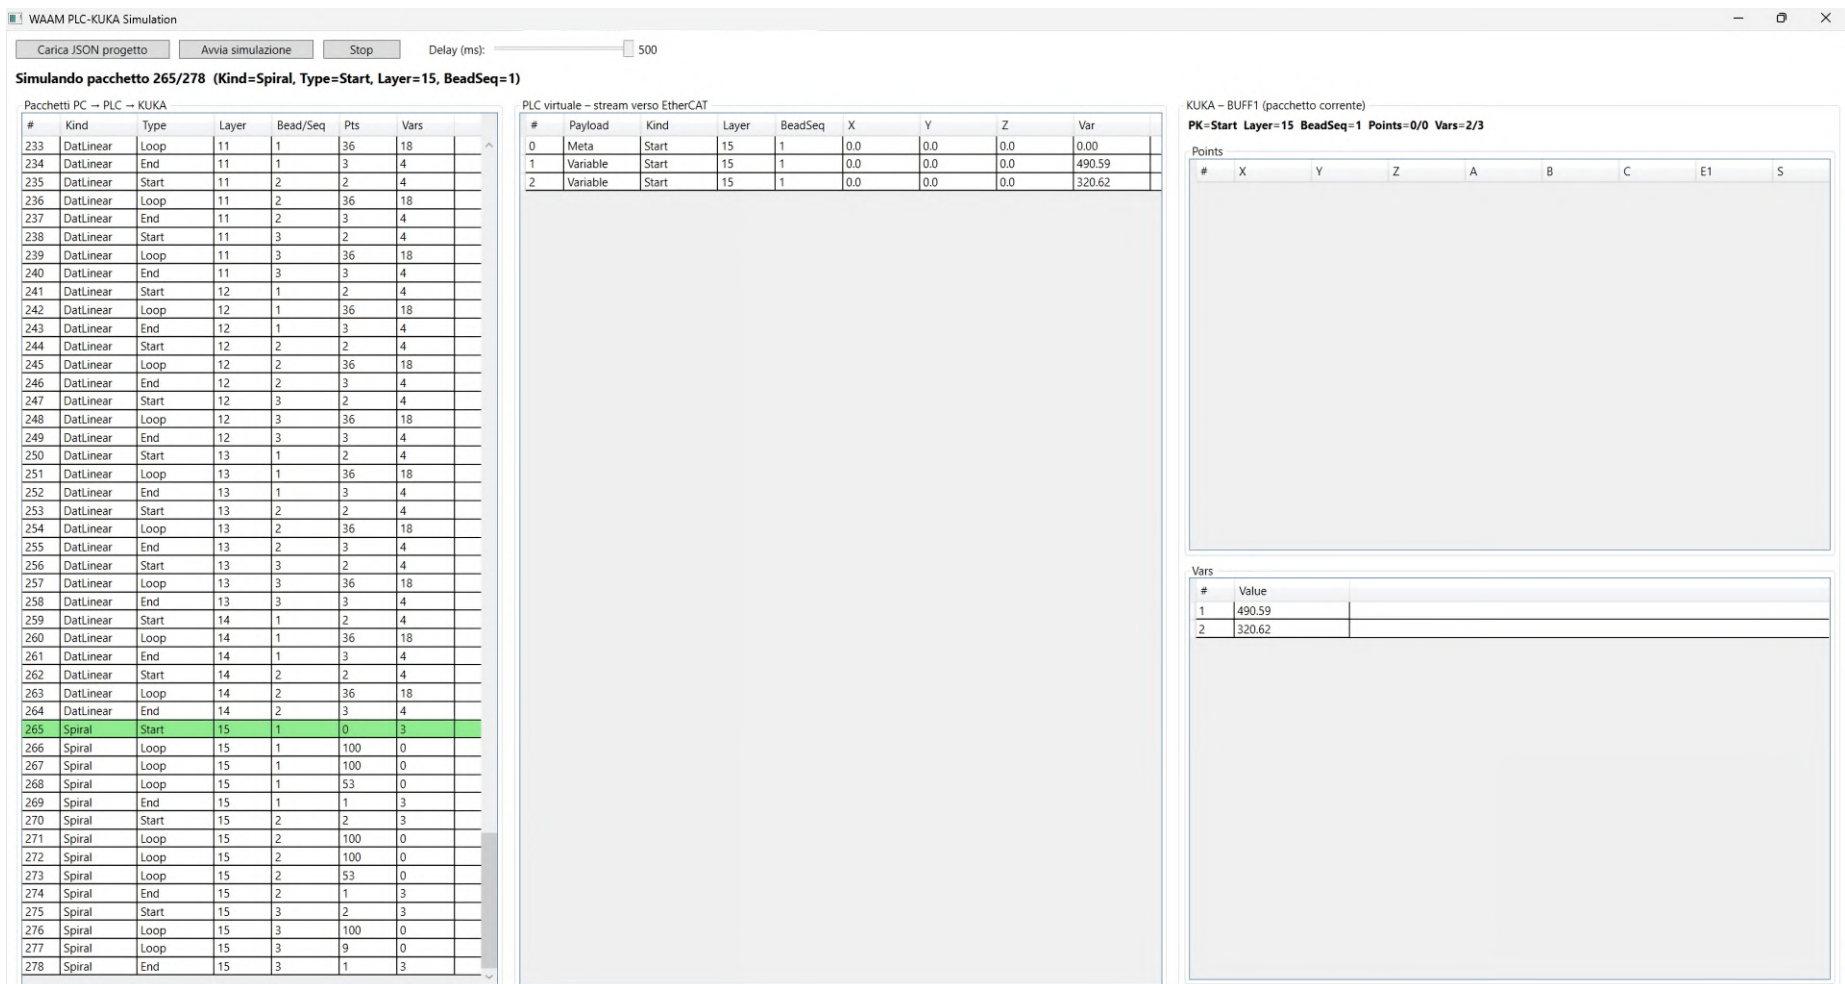 WAAM PLC-KUKA Simulation
Carica JSON progetto Avvia simulazione Stop Delay (ms): 500
Simulando pacchetto 265/278 (Kind=Spiral, Type=Start, Layer=15, BeadSeq=1)
Pacchetti PC → PLC → KUKA
# Kind Type Layer Bead/Seq Pts Vars
233 DatLinear Loop 11 1 36 18
234 DatLinear End 11 1 3 4
235 DatLinear Start 11 2 2 4
236 DatLinear Loop 11 2 36 18
237 DatLinear End 11 2 3 4
238 DatLinear Start 11 3 2 4
239 DatLinear Loop 11 3 36 18
240 DatLinear End 11 3 3 4
241 DatLinear Start 12 1 2 4
242 DatLinear Loop 12 1 36 18
243 DatLinear End 12 1 3 4
244 DatLinear Start 12 2 2 4
245 DatLinear Loop 12 2 36 18
246 DatLinear End 12 2 3 4
247 DatLinear Start 12 3 2 4
248 DatLinear Loop 12 3 36 18
249 DatLinear End 12 3 3 4
250 DatLinear Start 13 1 2 4
251 DatLinear Loop 13 1 36 18
252 DatLinear End 13 1 3 4
253 DatLinear Start 13 2 2 4
254 DatLinear Loop 13 2 36 18
255 DatLinear End 13 2 3 4
256 DatLinear Start 13 3 2 4
257 DatLinear Loop 13 3 36 18
258 DatLinear End 13 3 3 4
259 DatLinear Start 14 1 2 4
260 DatLinear Loop 14 1 36 18
261 DatLinear End 14 1 3 4
262 DatLinear Start 14 2 2 4
263 DatLinear Loop 14 2 36 18
264 DatLinear End 14 2 3 4
265 Spiral Start 15 1 0 3
266 Spiral Loop 15 1 100 0
267 Spiral Loop 15 1 100 0
268 Spiral Loop 15 1 53 0
269 Spiral End 15 1 1 3
270 Spiral Start 15 2 2 3
271 Spiral Loop 15 2 100 0
272 Spiral Loop 15 2 100 0
273 Spiral Loop 15 2 53 0
274 Spiral End 15 2 1 3
275 Spiral Start 15 3 2 3
276 Spiral Loop 15 3 100 0
277 Spiral Loop 15 3 9 0
278 Spiral End 15 3 1 3
PLC virtuale – stream verso EtherCAT
# Payload Kind Layer BeadSeq X Y Z Var
0 Meta Start 15 1 0.0 0.0 0.0 0.00
1 Variable Start 15 1 0.0 0.0 0.0 490.59
2 Variable Start 15 1 0.0 0.0 0.0 320.62
KUKA – BUFF1 (pacchetto corrente)
PK=Start Layer=15 BeadSeq=1 Points=0/0 Vars=2/3
Points
# X Y Z A B C E1 S
Vars
# Value
1 490.59
2 320.62